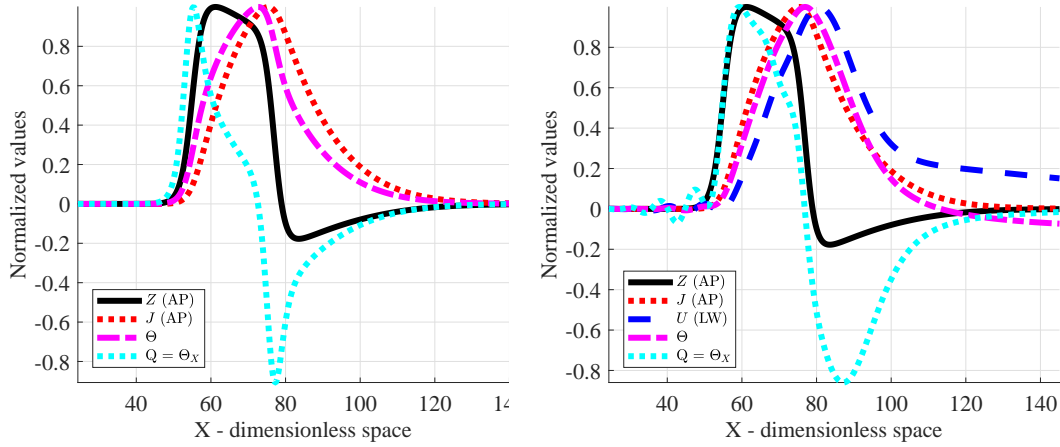 Normalized values
0.8
0.6
0.4
0.2
0
-0.2
-0.4
-0.6
-0.8
Z (AP)
J (AP)
Θ
Q = Θ_X
40 60 80 100 120 14
X - dimensionless space
Normalized values
0.8
0.6
0.4
0.2
0
-0.2
-0.4
-0.6
-0.8
Z (AP)
J (AP)
U (LW)
Θ
Q = Θ_X
40 60 80 100 120 140
X - dimensionless space